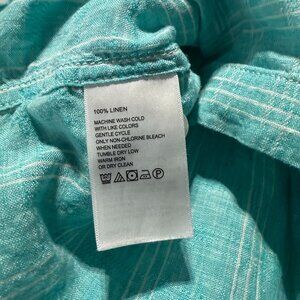 100% LINEN
MACHINE WASH COLD
WITH LIKE COLORS
GENTLE CYCLE
ONLY NON-CHLORINE BLEACH
WHEN NEEDED
TUMBLE DRY LOW
WARM IRON
OR DRY CLEAN